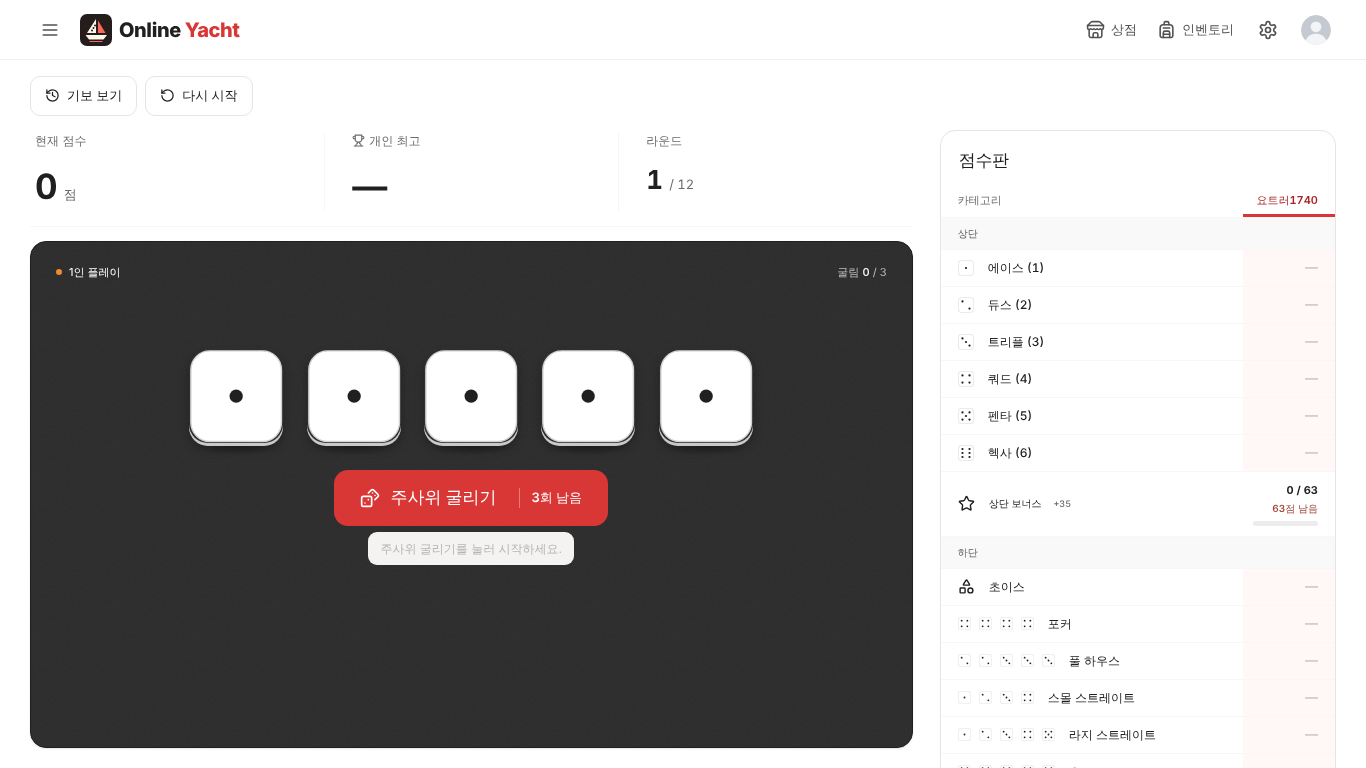 Online Yacht
상점
인벤토리
기보 보기
다시 시작
현재 점수
0 점
개인 최고
—
라운드
1 / 12
1인 플레이
굴림 0 / 3
주사위 굴리기
3회 남음
주사위 굴리기를 눌러 시작하세요.
점수판
카테고리
요트러1740
상단
에이스 (1) —
듀스 (2) —
트리플 (3) —
쿼드 (4) —
펜타 (5) —
헥사 (6) —
상단 보너스 +35
0 / 63
63점 남음
하단
초이스 —
포커 —
풀 하우스 —
스몰 스트레이트 —
라지 스트레이트 —